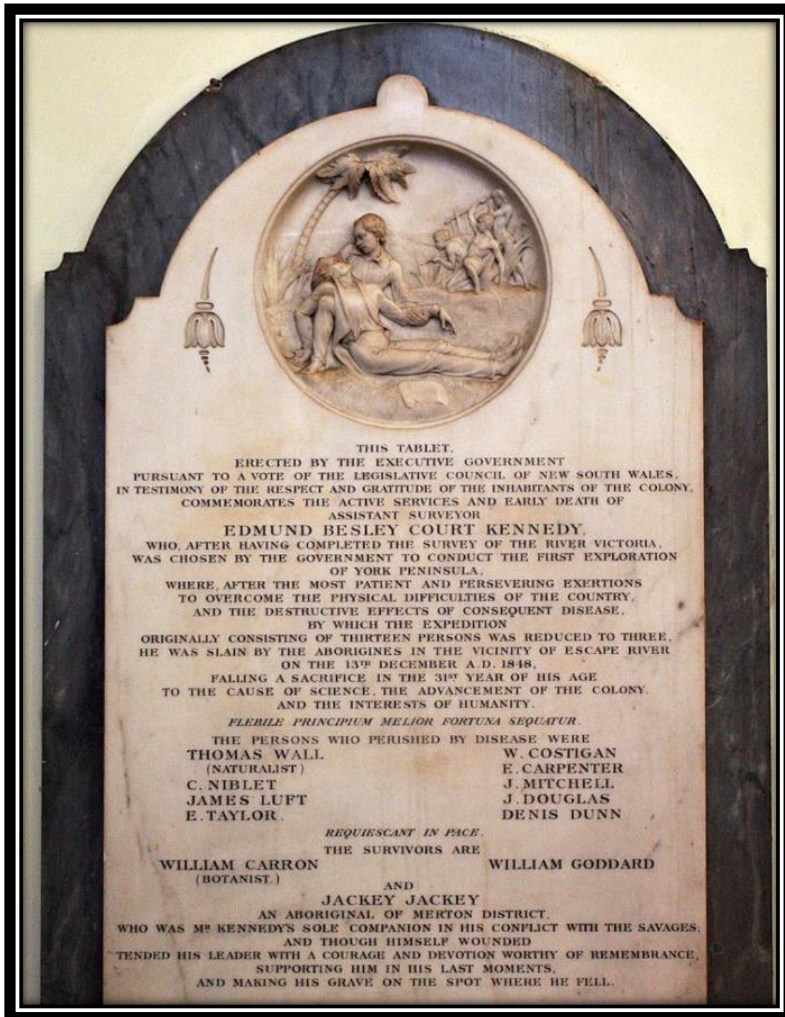 THIS TABLET,
ERECTED BY THE EXECUTIVE GOVERNMENT
PURSUANT TO A VOTE OF THE LEGISLATIVE COUNCIL OF NEW SOUTH WALES,
IN TESTIMONY OF THE RESPECT AND GRATITUDE OF THE INHABITANTS OF THE COLONY,
COMMEMORATES THE ACTIVE SERVICES AND EARLY DEATH OF
ASSISTANT SURVEYOR
EDMUND BESLEY COURT KENNEDY,
WHO, AFTER HAVING COMPLETED THE SURVEY OF THE RIVER VICTORIA,
WAS CHOSEN BY THE GOVERNMENT TO CONDUCT THE FIRST EXPLORATION
OF YORK PENINSULA,
WHERE, AFTER THE MOST PATIENT AND PERSEVERING EXERTIONS
TO OVERCOME THE PHYSICAL DIFFICULTIES OF THE COUNTRY,
AND THE DESTRUCTIVE EFFECTS OF CONSEQUENT DISEASE,
BY WHICH THE EXPEDITION
ORIGINALLY CONSISTING OF THIRTEEN PERSONS WAS REDUCED TO THREE,
HE WAS SLAIN BY THE ABORIGINES IN THE VICINITY OF ESCAPE RIVER
ON THE 13TH DECEMBER A.D. 1848,
FALLING A SACRIFICE IN THE 31ST YEAR OF HIS AGE
TO THE CAUSE OF SCIENCE, THE ADVANCEMENT OF THE COLONY,
AND THE INTERESTS OF HUMANITY.
FLEBILE PRINCIPIUM MELIOR FORTUNA SEQUATUR.
THE PERSONS WHO PERISHED BY DISEASE WERE
THOMAS WALL W. COSTIGAN
(NATURALIST) E. CARPENTER
C. NIBLET J. MITCHELL
JAMES LUFT J. DOUGLAS
E. TAYLOR. DENIS DUNN
REQUIESCANT IN PACE.
THE SURVIVORS ARE
WILLIAM CARRON WILLIAM GODDARD
(BOTANIST.)
AND
JACKEY JACKEY
AN ABORIGINAL OF MERTON DISTRICT,
WHO WAS MR KENNEDY'S SOLE COMPANION IN HIS CONFLICT WITH THE SAVAGES,
AND THOUGH HIMSELF WOUNDED
TENDED HIS LEADER WITH A COURAGE AND DEVOTION WORTHY OF REMEMBRANCE,
SUPPORTING HIM IN HIS LAST MOMENTS,
AND MAKING HIS GRAVE ON THE SPOT WHERE HE FELL.